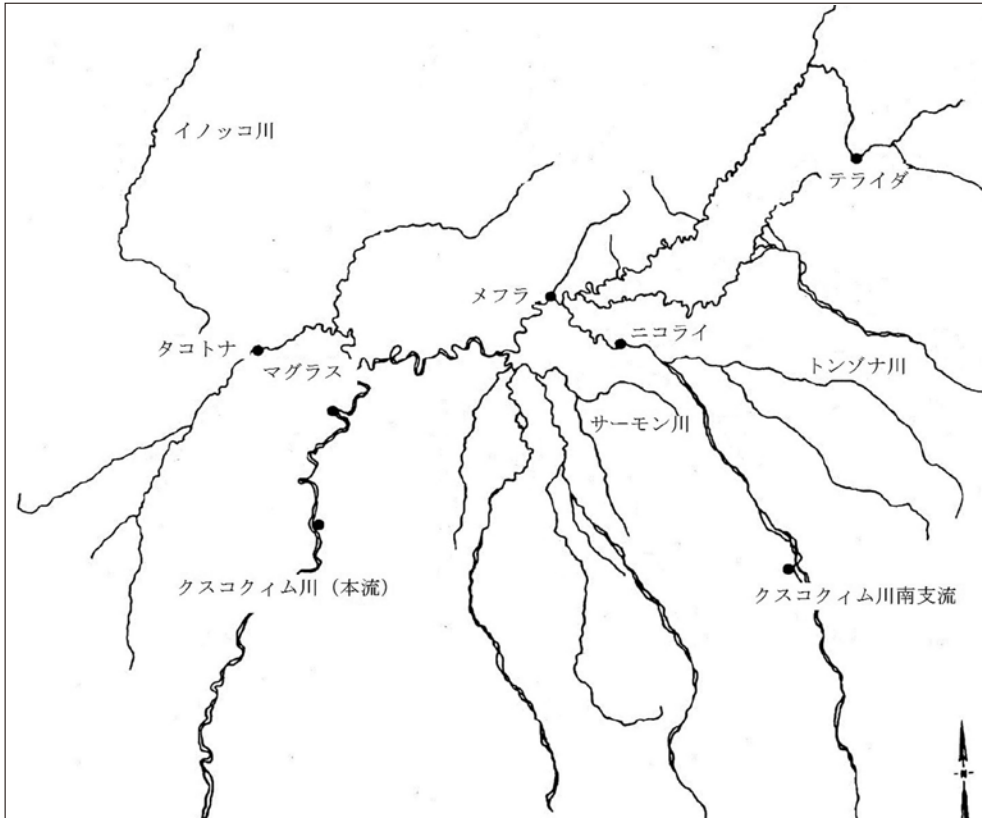 イノッコ川
テライダ
メフラ
ニコライ
タコトナ
マグラス
トンゾナ川
サーモン川
クスコクィム川（本流）
クスコクィム川南支流
N